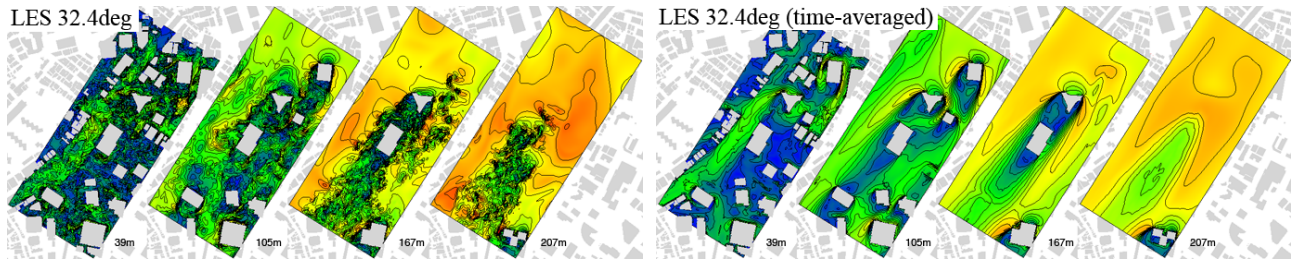 LES 32.4deg
39m
105m
167m
207m
LES 32.4deg (time-averaged)
39m
105m
167m
207m